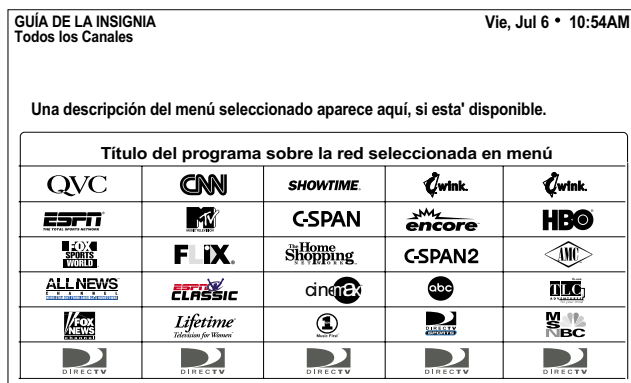 GUÍA DE LA INSIGNIA
Todos los Canales
Vie, Jul 6 • 10:54AM
Una descripción del menú seleccionado aparece aquí, si esta' disponible.
Título del programa sobre la red seleccionada en menú
QVC
CNN
SHOWTIME.
wink.
wink.
ESPN
THE TOTAL SPORTS NETWORK
MTV
MUSIC TELEVISION
C-SPAN
encore
HBO
FOX
SPORTS
WORLD
FLiX.
The Home
Shopping
NETWORK
C-SPAN2
AMC
ALL NEWS
CHANNEL
ESPN
CLASSIC
cinemax
abc
TLC
FOX
NEWS
channel
Lifetime
Television for Women
1
Music First
DIRECTV
SPORTS
MSNBC
DIRECTV
DIRECTV
DIRECTV
DIRECTV
DIRECTV